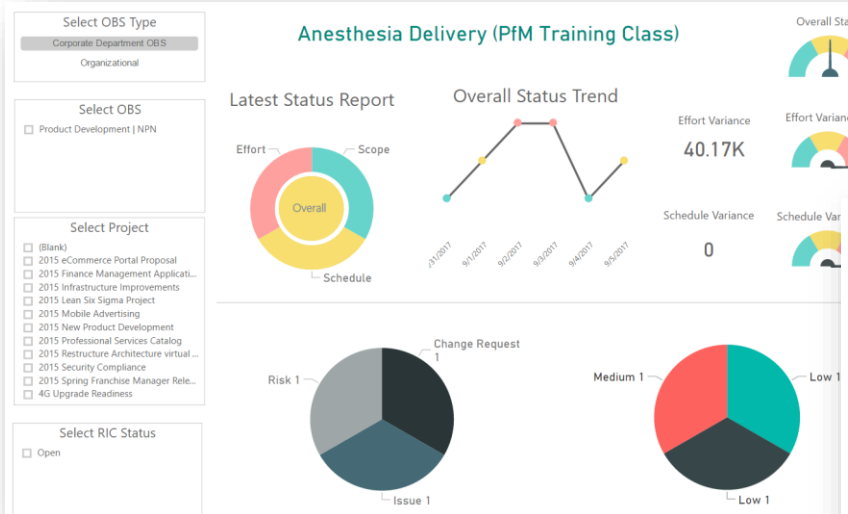 Select OBS Type
Corporate Department OBS
Organizational
Select OBS
Product Development | NPN
Select Project
(Blank)
2015 eCommerce Portal Proposal
2015 Finance Management Applicati...
2015 Infrastructure Improvements
2015 Lean Six Sigma Project
2015 Mobile Advertising
2015 New Product Development
2015 Professional Services Catalog
2015 Restructure Architecture virtual ...
2015 Security Compliance
2015 Spring Franchise Manager Rele...
4G Upgrade Readiness
Select RIC Status
Open
Anesthesia Delivery (PfM Training Class)
Latest Status Report
Effort
Scope
Overall
Schedule
Overall Status Trend
/31/2017
9/1/2017
9/2/2017
9/3/2017
9/4/2017
9/5/2017
Effort Variance
40.17K
Schedule Variance
0
Overall Sta
Effort Varianc
Schedule Var
Change Request
1
Risk 1
Issue 1
Medium 1
Low 1
Low 1